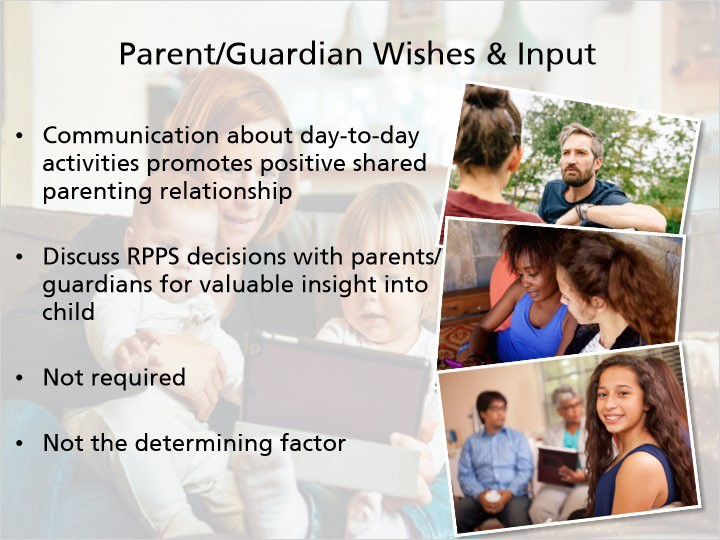 Parent/Guardian Wishes & Input
• Communication about day-to-day
activities promotes positive shared
parenting relationship
• Discuss RPPS decisions with parents/
guardians for valuable insight into
child
• Not required
• Not the determining factor